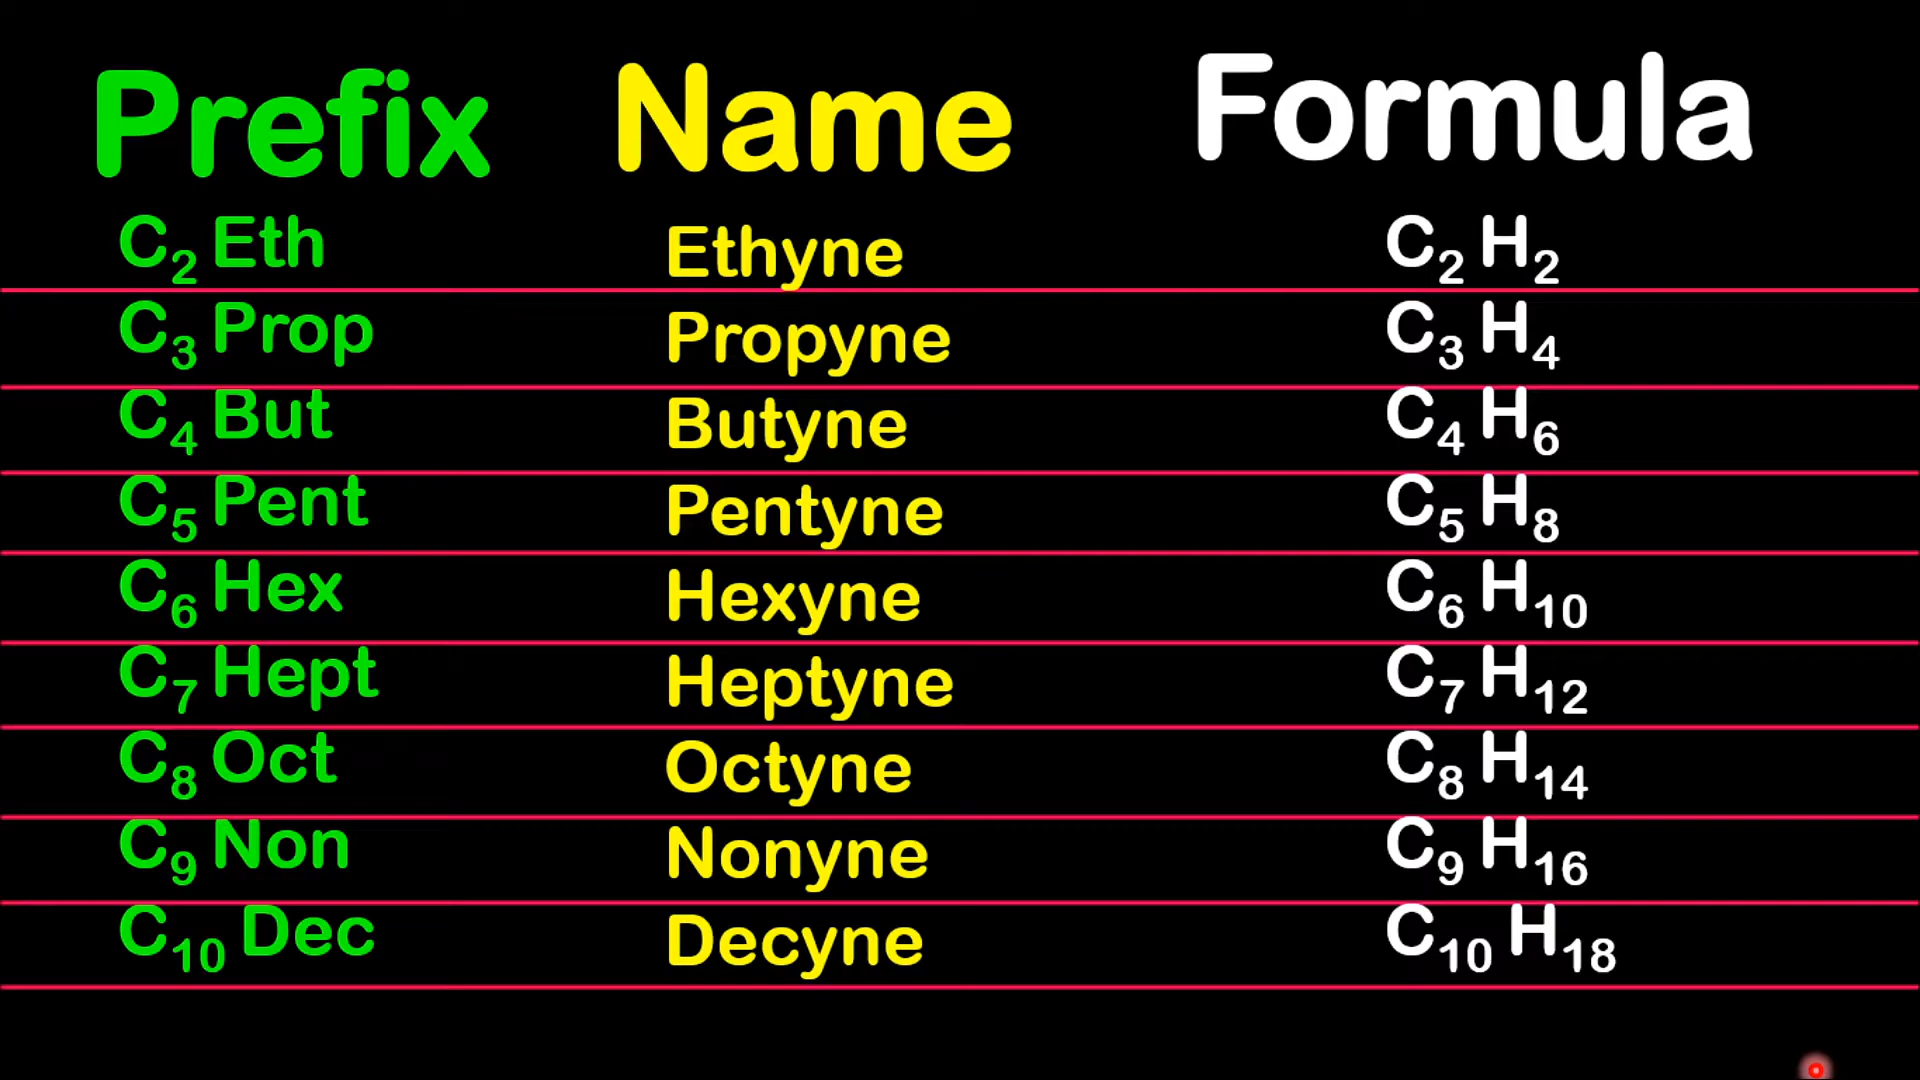 Prefix Name Formula
C₂ Eth Ethyne C₂ H₂
C₃ Prop Propyne C₃ H₄
C₄ But Butyne C₄ H₆
C₅ Pent Pentyne C₅ H₈
C₆ Hex Hexyne C₆ H₁₀
C₇ Hept Heptyne C₇ H₁₂
C₈ Oct Octyne C₈ H₁₄
C₉ Non Nonyne C₉ H₁₆
C₁₀ Dec Decyne C₁₀ H₁₈